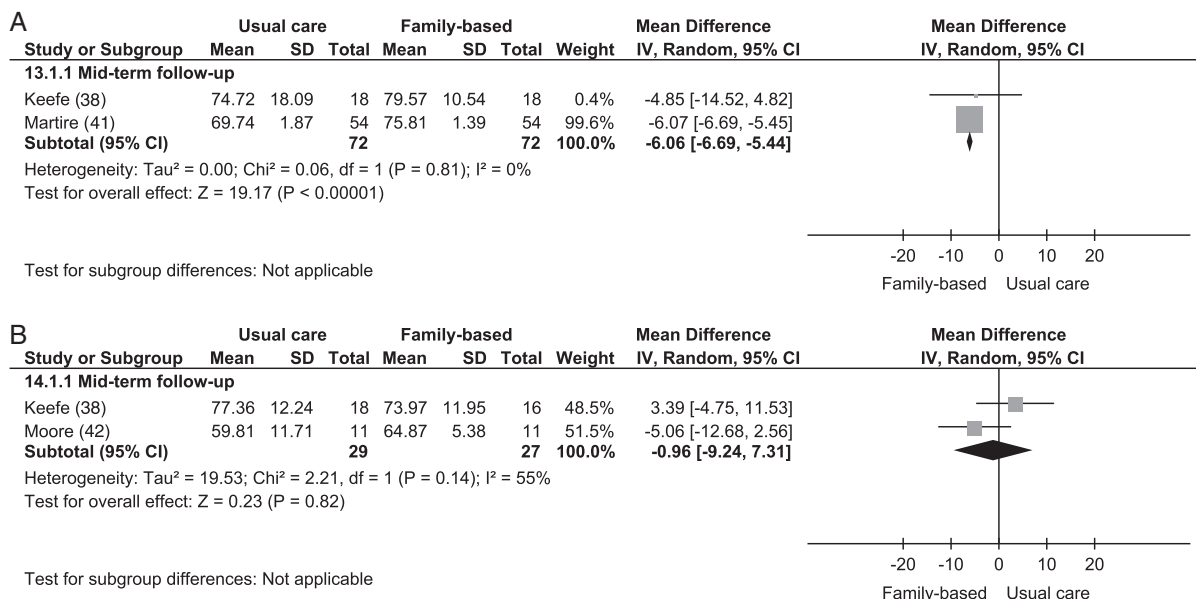 A
Usual care Family-based Mean Difference Mean Difference
Study or Subgroup Mean SD Total Mean SD Total Weight IV, Random, 95% CI IV, Random, 95% CI
13.1.1 Mid-term follow-up
Keefe (38) 74.72 18.09 18 79.57 10.54 18 0.4% -4.85 [-14.52, 4.82]
Martire (41) 69.74 1.87 54 75.81 1.39 54 99.6% -6.07 [-6.69, -5.45]
Subtotal (95% CI) 72 72 100.0% -6.06 [-6.69, -5.44]
Heterogeneity: Tau² = 0.00; Chi² = 0.06, df = 1 (P = 0.81); I² = 0%
Test for overall effect: Z = 19.17 (P < 0.00001)
-20 -10 0 10 20
Test for subgroup differences: Not applicable
Family-based Usual care
B
Usual care Family-based Mean Difference Mean Difference
Study or Subgroup Mean SD Total Mean SD Total Weight IV, Random, 95% CI IV, Random, 95% CI
14.1.1 Mid-term follow-up
Keefe (38) 77.36 12.24 18 73.97 11.95 16 48.5% 3.39 [-4.75, 11.53]
Moore (42) 59.81 11.71 11 64.87 5.38 11 51.5% -5.06 [-12.68, 2.56]
Subtotal (95% CI) 29 27 100.0% -0.96 [-9.24, 7.31]
Heterogeneity: Tau² = 19.53; Chi² = 2.21, df = 1 (P = 0.14); I² = 55%
Test for overall effect: Z = 0.23 (P = 0.82)
-20 -10 0 10 20
Test for subgroup differences: Not applicable
Family-based Usual care